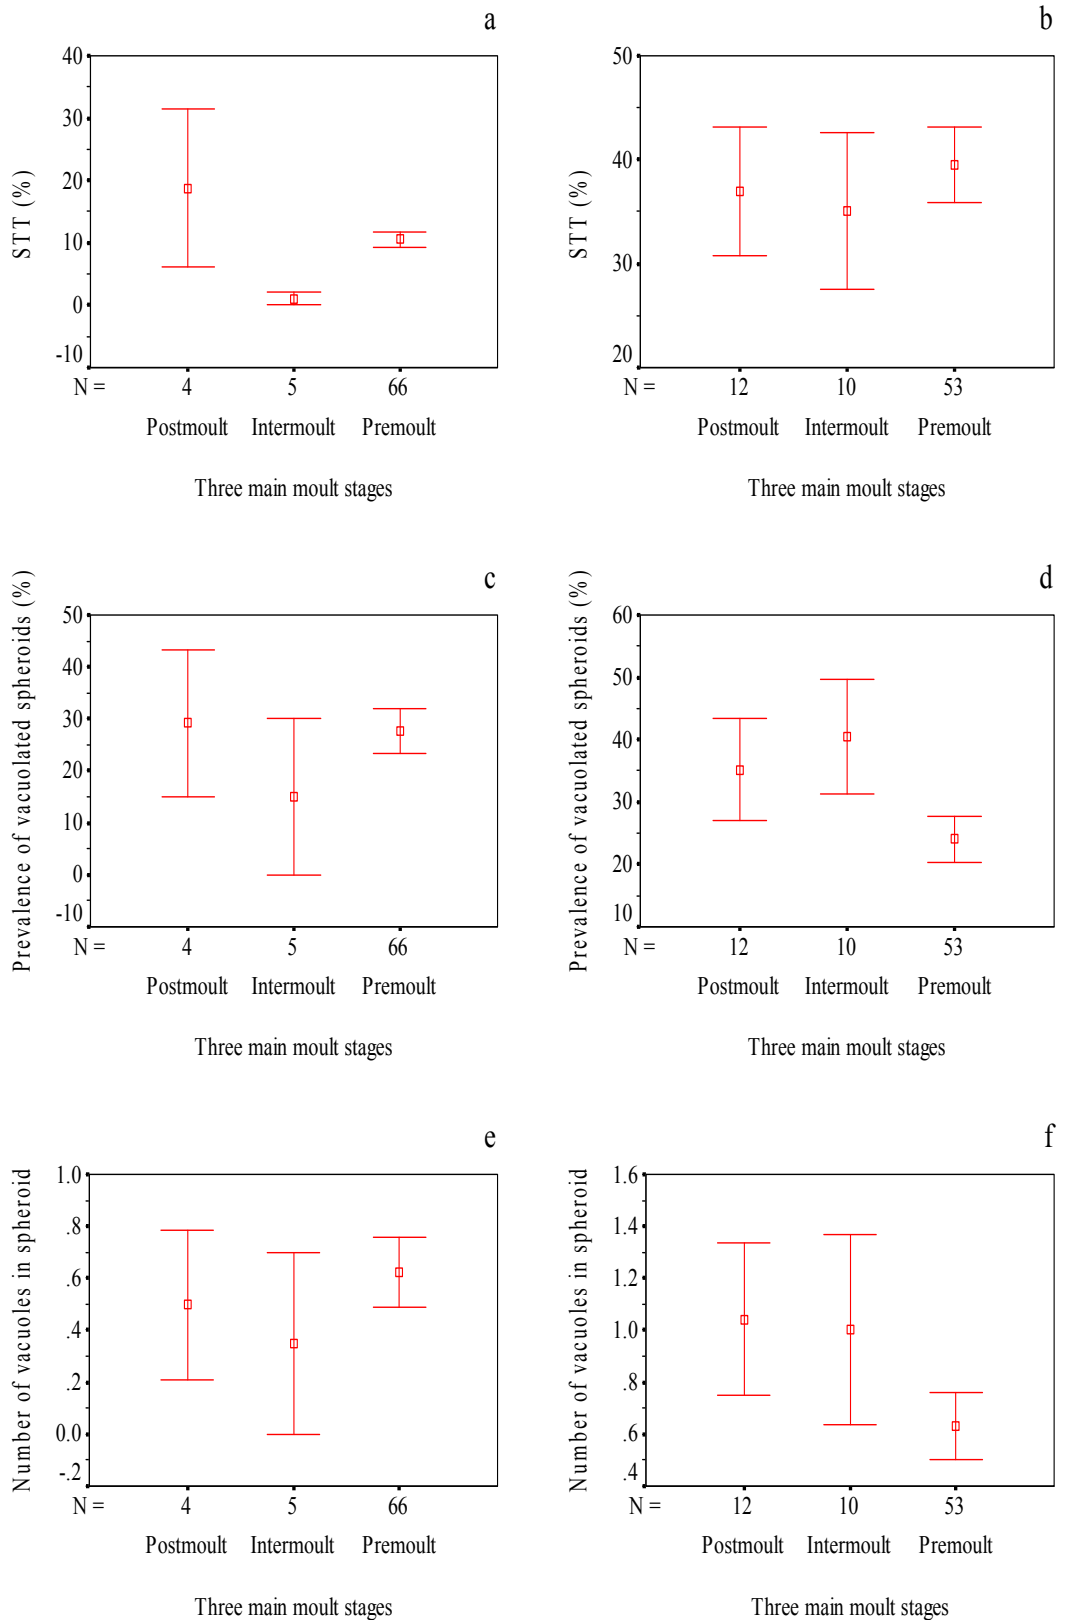 a
STT (%)
40
30
20
10
0
-10
N =
4
5
66
Postmoult Intermoult Premoult
Three main moult stages
b
STT (%)
50
40
30
20
N =
12
10
53
Postmoult Intermoult Premoult
Three main moult stages
c
Prevalence of vacuolated spheroids (%)
50
40
30
20
10
0
-10
N =
4
5
66
Postmoult Intermoult Premoult
Three main moult stages
d
Prevalence of vacuolated spheroids (%)
60
50
40
30
20
10
N =
12
10
53
Postmoult Intermoult Premoult
Three main moult stages
e
Number of vacuoles in spheroid
1.0
.8
.6
.4
.2
0.0
-.2
N =
4
5
66
Postmoult Intermoult Premoult
Three main moult stages
f
Number of vacuoles in spheroid
1.6
1.4
1.2
1.0
.8
.6
.4
N =
12
10
53
Postmoult Intermoult Premoult
Three main moult stages